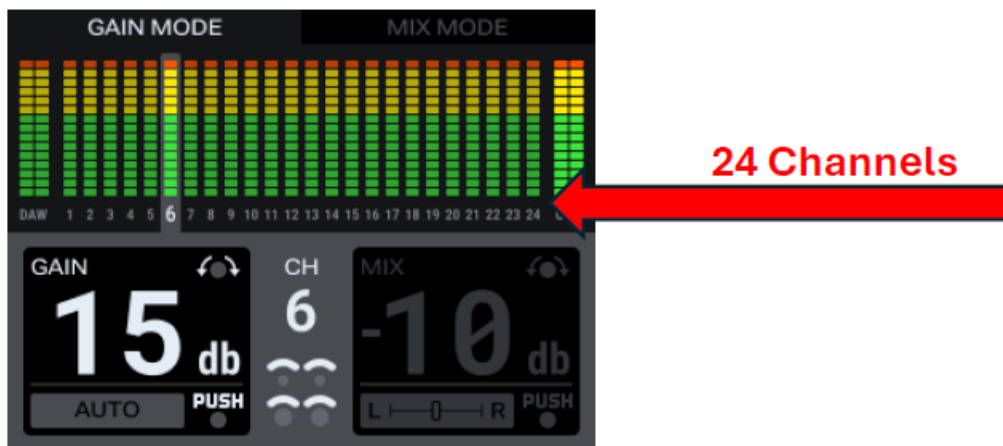 GAIN MODE MIX MODE
24 Channels
DAW 1 2 3 4 5 6 7 8 9 10 11 12 13 14 15 16 17 18 19 20 21 22 23 24
GAIN CH MIX
15 db 6 -10 db
AUTO PUSH L R PUSH